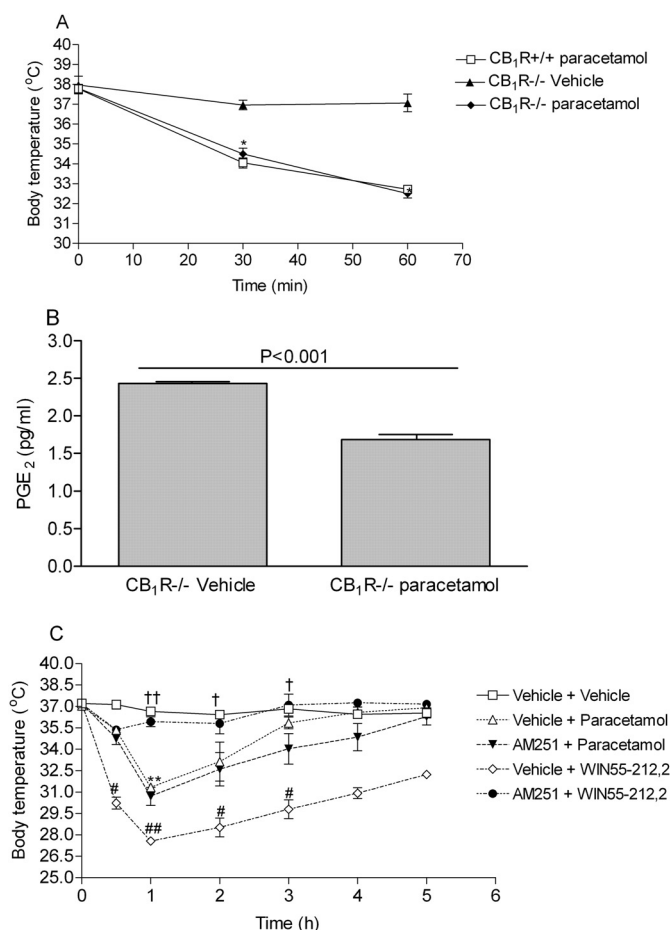 A
Body temperature (°C)
40
39
38
37
36
35
34
33
32
31
30
0
10
20
30
40
50
60
70
*
*
Time (min)
CB₁R+/+ paracetamol
CB₁R-/- Vehicle
CB₁R-/- paracetamol
B
PGE₂ (pg/ml)
3.0
2.5
2.0
1.5
1.0
0.5
0.0
P<0.001
CB₁R-/- Vehicle
CB₁R-/- paracetamol
C
Body temperature (°C)
40.0
38.5
37.0
35.5
34.0
32.5
31.0
29.5
28.0
26.5
25.0
††
†
†
**
#
##
#
#
0
1
2
3
4
5
6
Time (h)
Vehicle + Vehicle
Vehicle + Paracetamol
AM251 + Paracetamol
Vehicle + WIN55-212,2
AM251 + WIN55-212,2